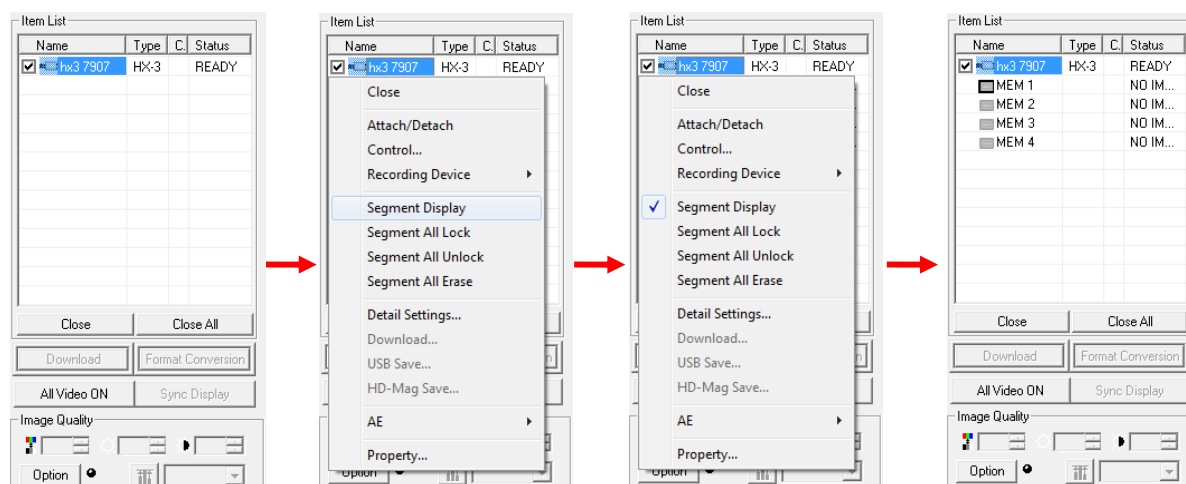 Item List
Name Type C. Status
hx3 7907 HX-3 READY
Close Close All
Download Format Conversion
All Video ON Sync Display
Image Quality
Option
Item List
Name Type C. Status
hx3 7907 HX-3 READY
Close
Attach/Detach
Control...
Recording Device
Segment Display
Segment All Lock
Segment All Unlock
Segment All Erase
Detail Settings...
Download...
USB Save...
HD-Mag Save...
AE
Property...
Option
Item List
Name Type C. Status
hx3 7907 HX-3 READY
Close
Attach/Detach
Control...
Recording Device
Segment Display
Segment All Lock
Segment All Unlock
Segment All Erase
Detail Settings...
Download...
USB Save...
HD-Mag Save...
AE
Property...
Option
Item List
Name Type C. Status
hx3 7907 HX-3 READY
MEM 1 NO IM...
MEM 2 NO IM...
MEM 3 NO IM...
MEM 4 NO IM...
Close Close All
Download Format Conversion
All Video ON Sync Display
Image Quality
Option